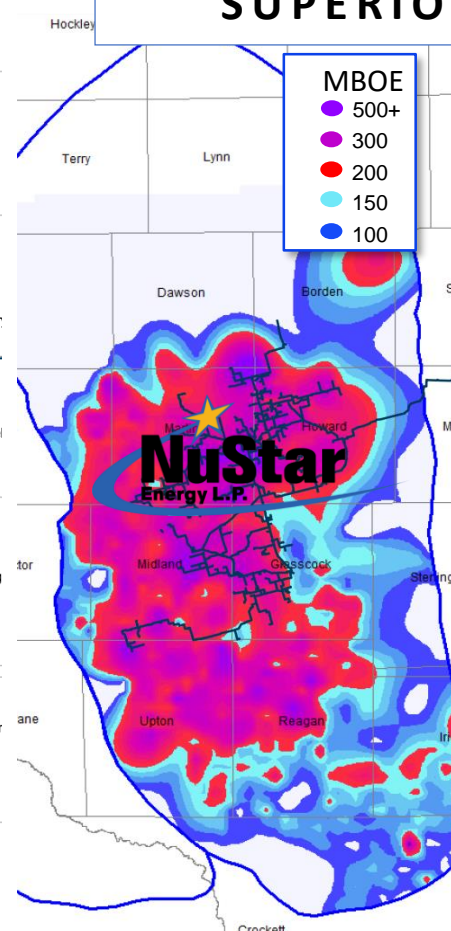 SUPERIO
Hockley
MBOE
500+
300
200
150
100
Terry
Lynn
Dawson
Borden
Howard
NuStar
Energy L.P.
Midland
Glasscock
Sterling
Upton
Reagan
Crockett